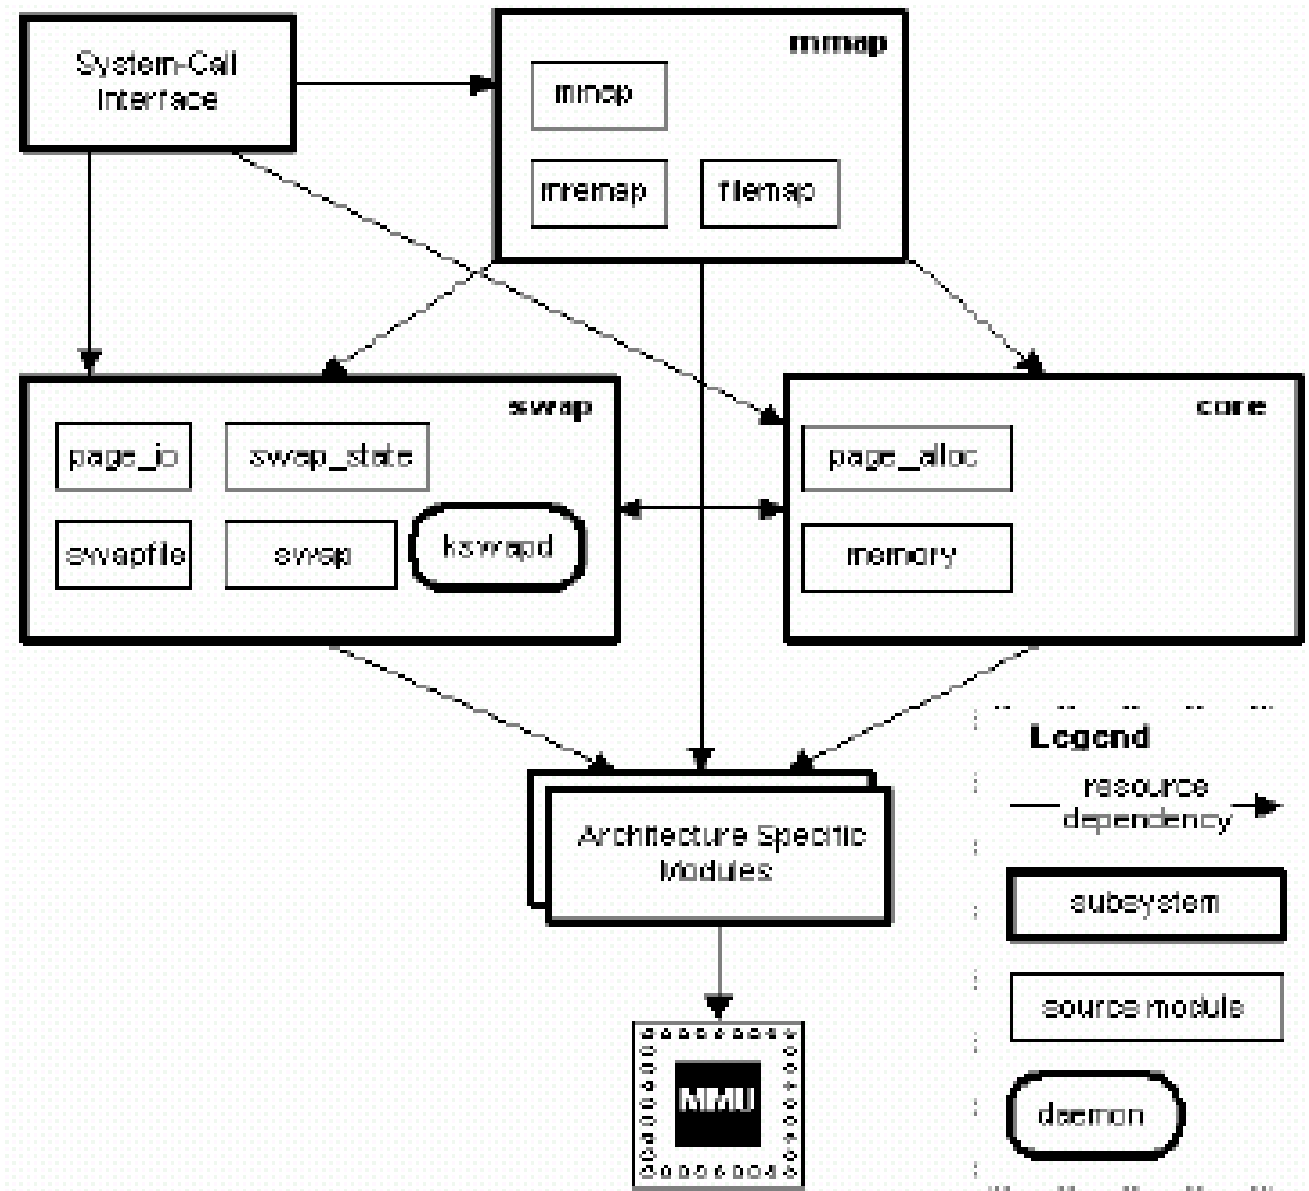 System-Call
Interface
mmap
mmap
mremap
filemap
swap
page_io
swap_state
swapfile
swap
kswapd
core
page_alloc
memory
Architecture Specific
Modules
MMU
Legend
resource
dependency
subsystem
source module
daemon